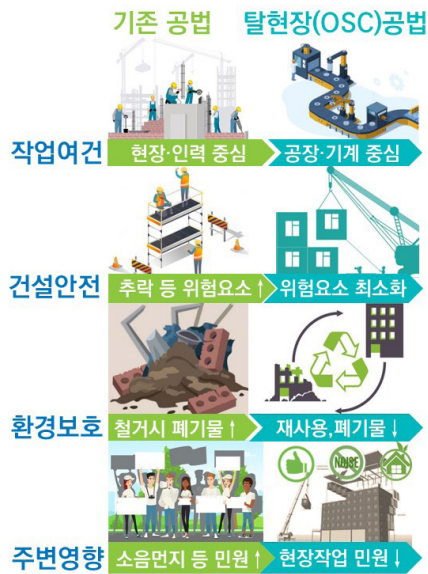 기존 공법
탈현장(OSC)공법
작업여건
현장·인력 중심
공장·기계 중심
건설안전
추락 등 위험요소↑
위험요소 최소화
환경보호
철거시 폐기물↑
재사용,폐기물↓
NOISE
주변영향
소음먼지 등 민원↑
현장작업 민원↓